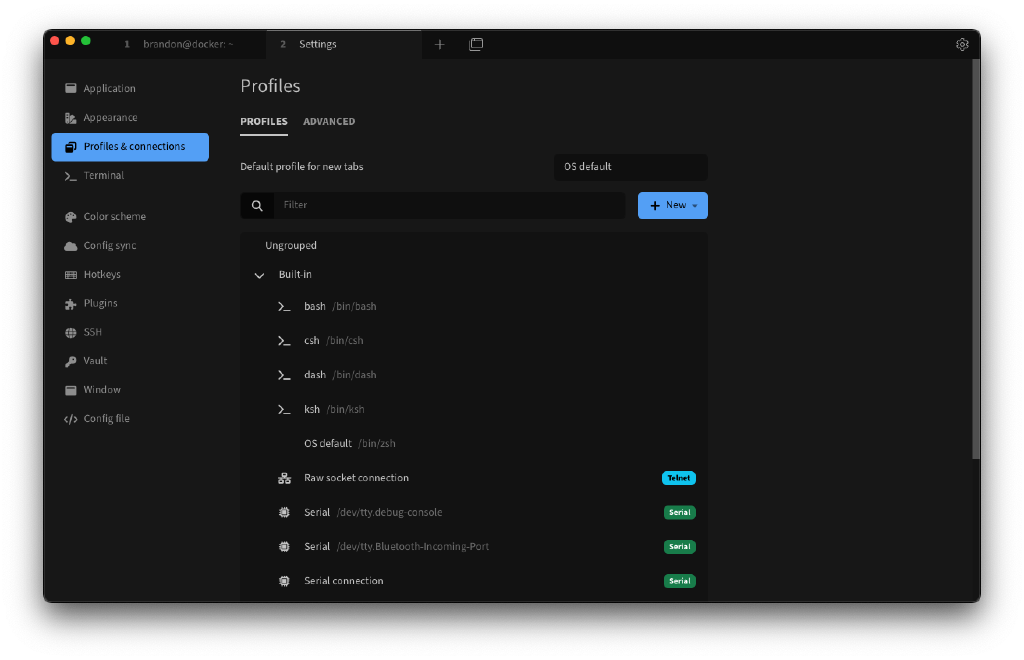 1 brandon@docker: ~
2 Settings
Application
Appearance
Profiles & connections
Terminal
Color scheme
Config sync
Hotkeys
Plugins
SSH
Vault
Window
Config file
Profiles
PROFILES ADVANCED
Default profile for new tabs OS default
Filter
New
Ungrouped
Built-in
bash /bin/bash
csh /bin/csh
dash /bin/dash
ksh /bin/ksh
OS default /bin/zsh
Raw socket connection Telnet
Serial /dev/tty.debug-console Serial
Serial /dev/tty.Bluetooth-Incoming-Port Serial
Serial connection Serial